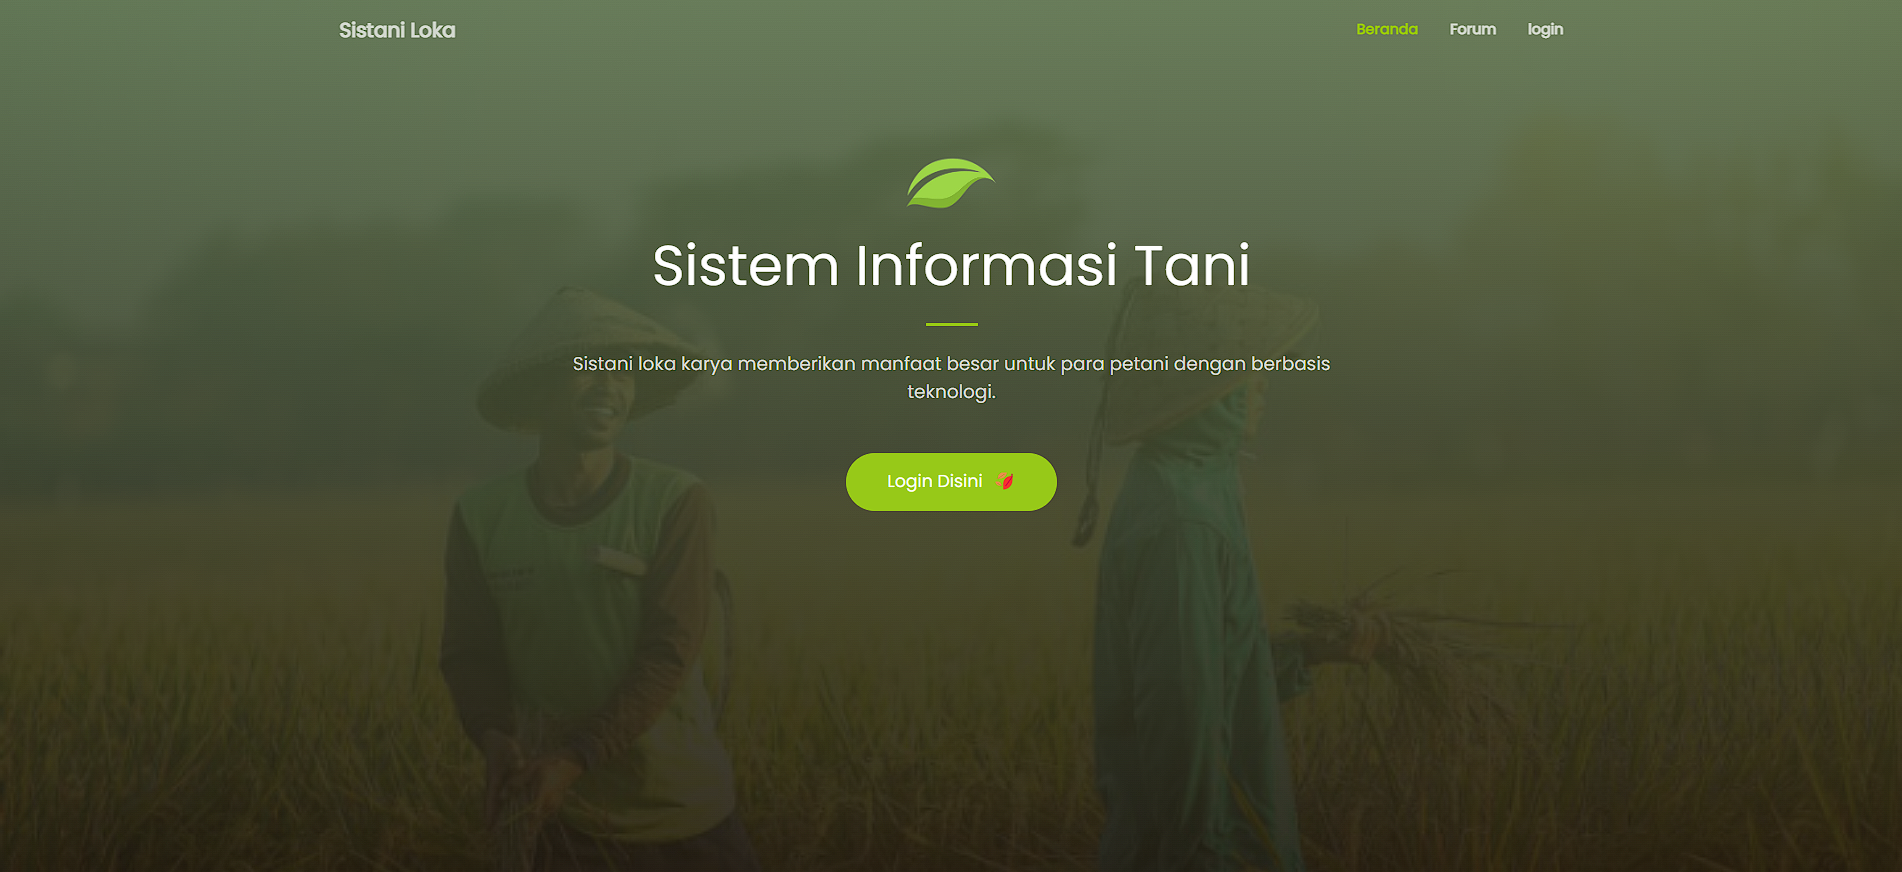 Sistani Loka
Beranda Forum login
Sistem Informasi Tani
Sistani loka karya memberikan manfaat besar untuk para petani dengan berbasis
teknologi.
Login Disini